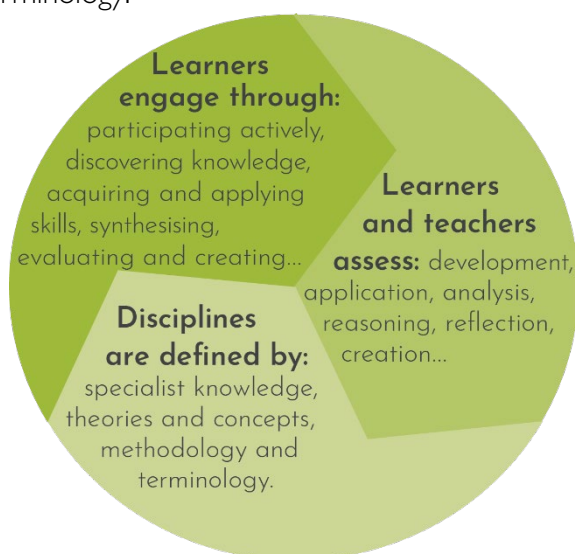 rminology.
Learners
engage through:
participating actively,
discovering knowledge,
acquiring and applying
skills, synthesising,
evaluating and creating...
Learners
and teachers
assess: development,
application, analysis,
reasoning, reflection,
creation...
Disciplines
are defined by:
specialist knowledge,
theories and concepts,
methodology and
terminology.